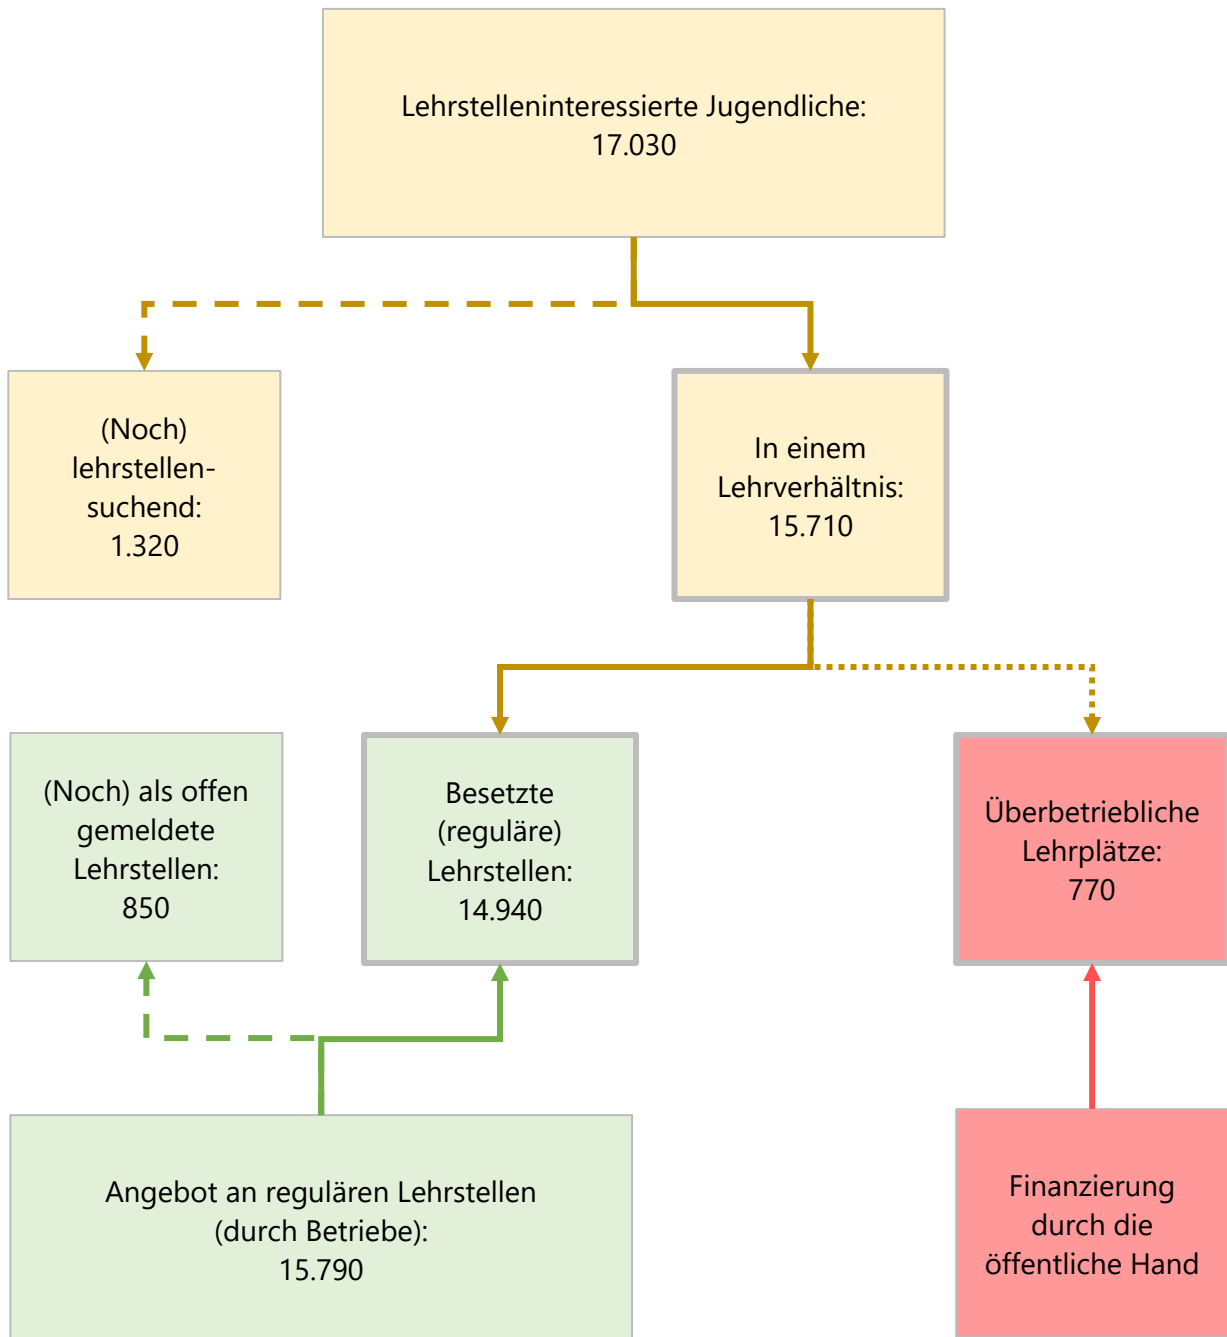 Lehrstelleninteressierte Jugendliche:
17.030
(Noch)
lehrstellen-
suchend:
1.320
In einem
Lehrverhältnis:
15.710
(Noch) als offen
gemeldete
Lehrstellen:
850
Besetzte
(reguläre)
Lehrstellen:
14.940
Überbetriebliche
Lehrplätze:
770
Angebot an regulären Lehrstellen
(durch Betriebe):
15.790
Finanzierung
durch die
öffentliche Hand